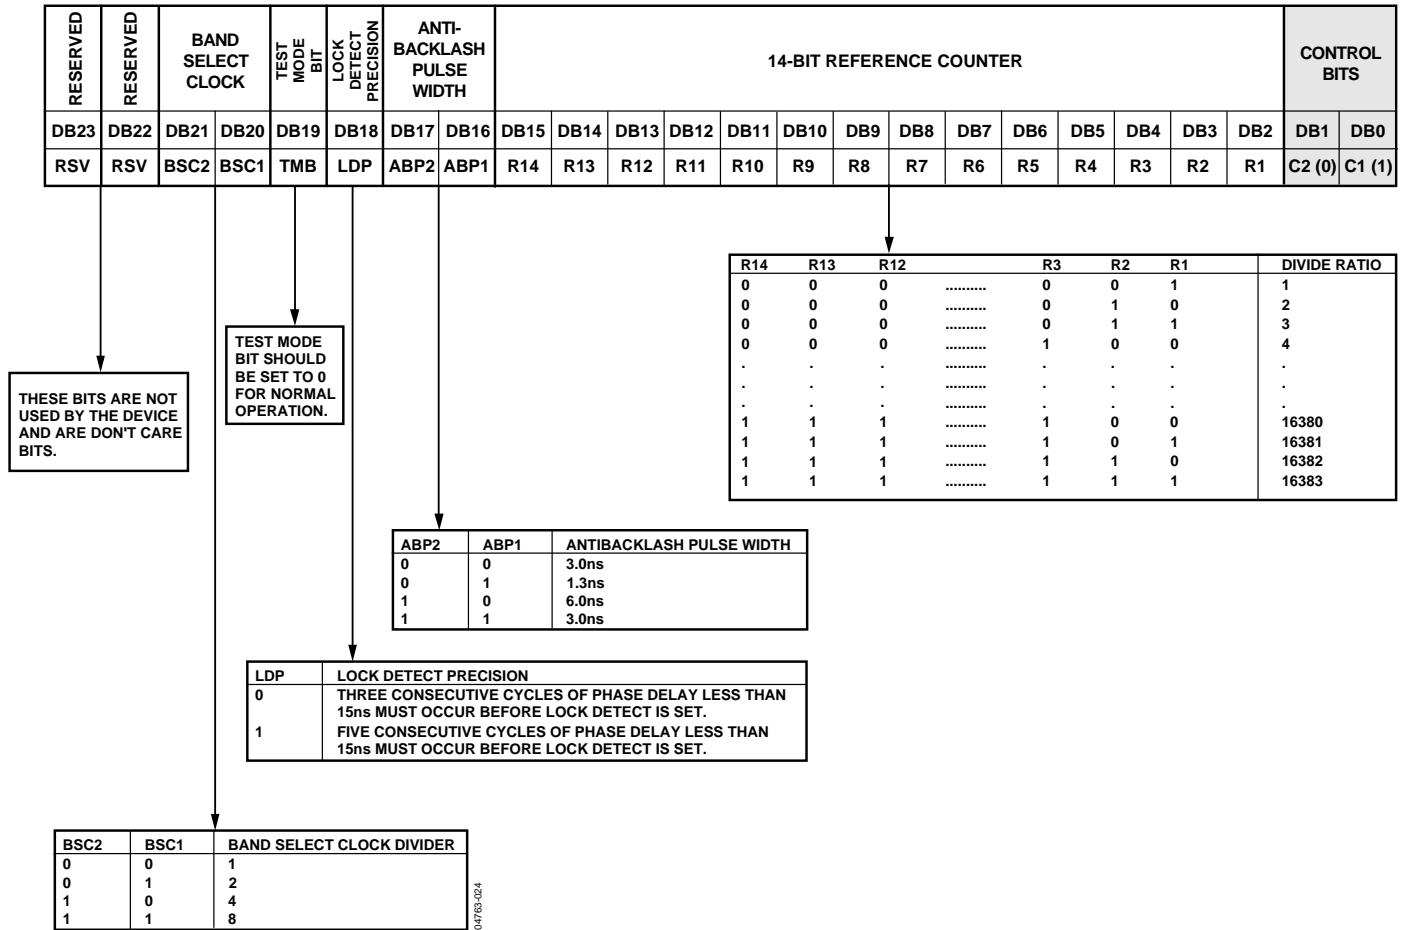 RESERVED
RESERVED
BAND
SELECT
CLOCK
TEST
MODE
BIT
LOCK
DETECT
PRECISION
ANTI-
BACKLASH
PULSE
WIDTH
14-BIT REFERENCE COUNTER
CONTROL
BITS
DB23 DB22 DB21 DB20 DB19 DB18 DB17 DB16 DB15 DB14 DB13 DB12 DB11 DB10 DB9 DB8 DB7 DB6 DB5 DB4 DB3 DB2 DB1 DB0
RSV RSV BSC2 BSC1 TMB LDP ABP2 ABP1 R14 R13 R12 R11 R10 R9 R8 R7 R6 R5 R4 R3 R2 R1 C2 (0) C1 (1)
R14 R13 R12 R3 R2 R1 DIVIDE RATIO
0 0 0 .......... 0 0 1 1
0 0 0 .......... 0 1 0 2
0 0 0 .......... 0 1 1 3
0 0 0 .......... 1 0 0 4
. . . .......... . . . .
. . . .......... . . . .
. . . .......... . . . .
1 1 1 .......... 1 0 0 16380
1 1 1 .......... 1 0 1 16381
1 1 1 .......... 1 1 0 16382
1 1 1 .......... 1 1 1 16383
TEST MODE
BIT SHOULD
BE SET TO 0
FOR NORMAL
OPERATION.
THESE BITS ARE NOT
USED BY THE DEVICE
AND ARE DON'T CARE
BITS.
ABP2 ABP1 ANTIBACKLASH PULSE WIDTH
0 0 3.0ns
0 1 1.3ns
1 0 6.0ns
1 1 3.0ns
LDP LOCK DETECT PRECISION
0 THREE CONSECUTIVE CYCLES OF PHASE DELAY LESS THAN
15ns MUST OCCUR BEFORE LOCK DETECT IS SET.
1 FIVE CONSECUTIVE CYCLES OF PHASE DELAY LESS THAN
15ns MUST OCCUR BEFORE LOCK DETECT IS SET.
BSC2 BSC1 BAND SELECT CLOCK DIVIDER
0 0 1
0 1 2
1 0 4
1 1 8
04763-024